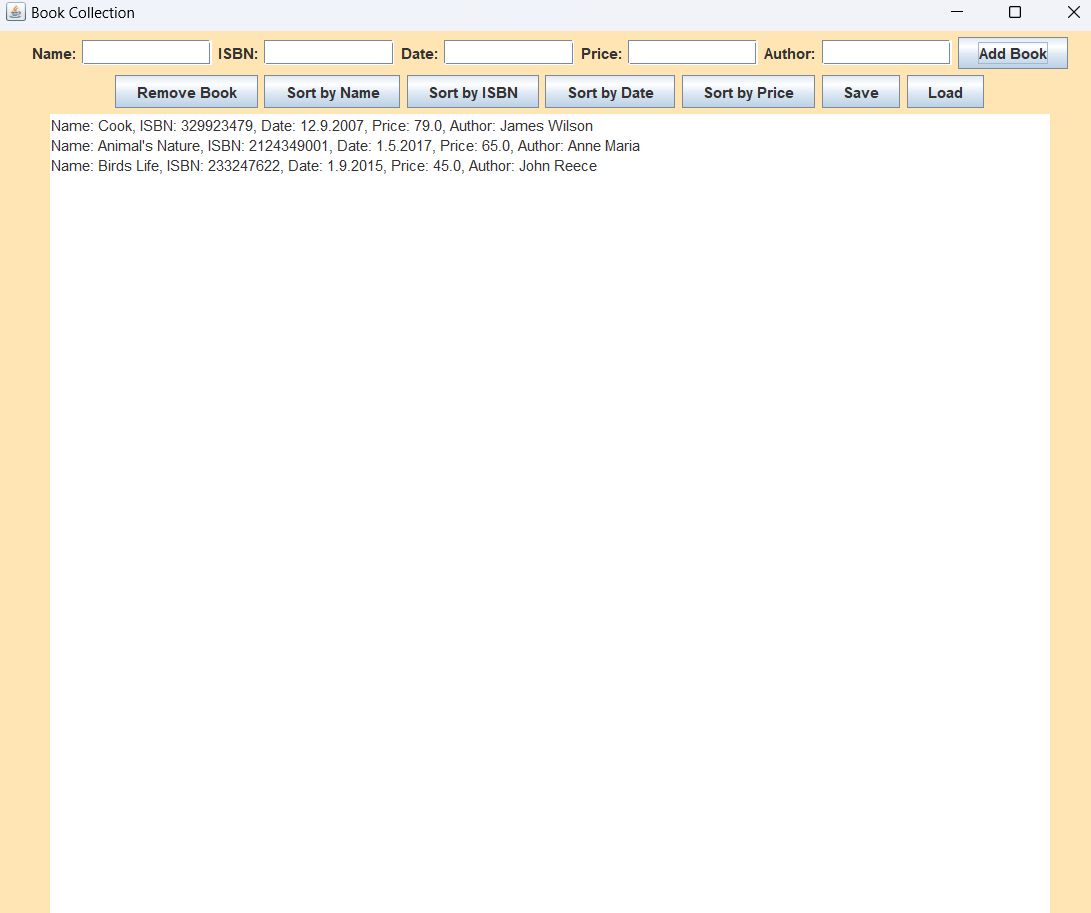 Book Collection
Name: ISBN: Date: Price: Author: Add Book
Remove Book Sort by Name Sort by ISBN Sort by Date Sort by Price Save Load
Name: Cook, ISBN: 329923479, Date: 12.9.2007, Price: 79.0, Author: James Wilson
Name: Animal's Nature, ISBN: 2124349001, Date: 1.5.2017, Price: 65.0, Author: Anne Maria
Name: Birds Life, ISBN: 233247622, Date: 1.9.2015, Price: 45.0, Author: John Reece